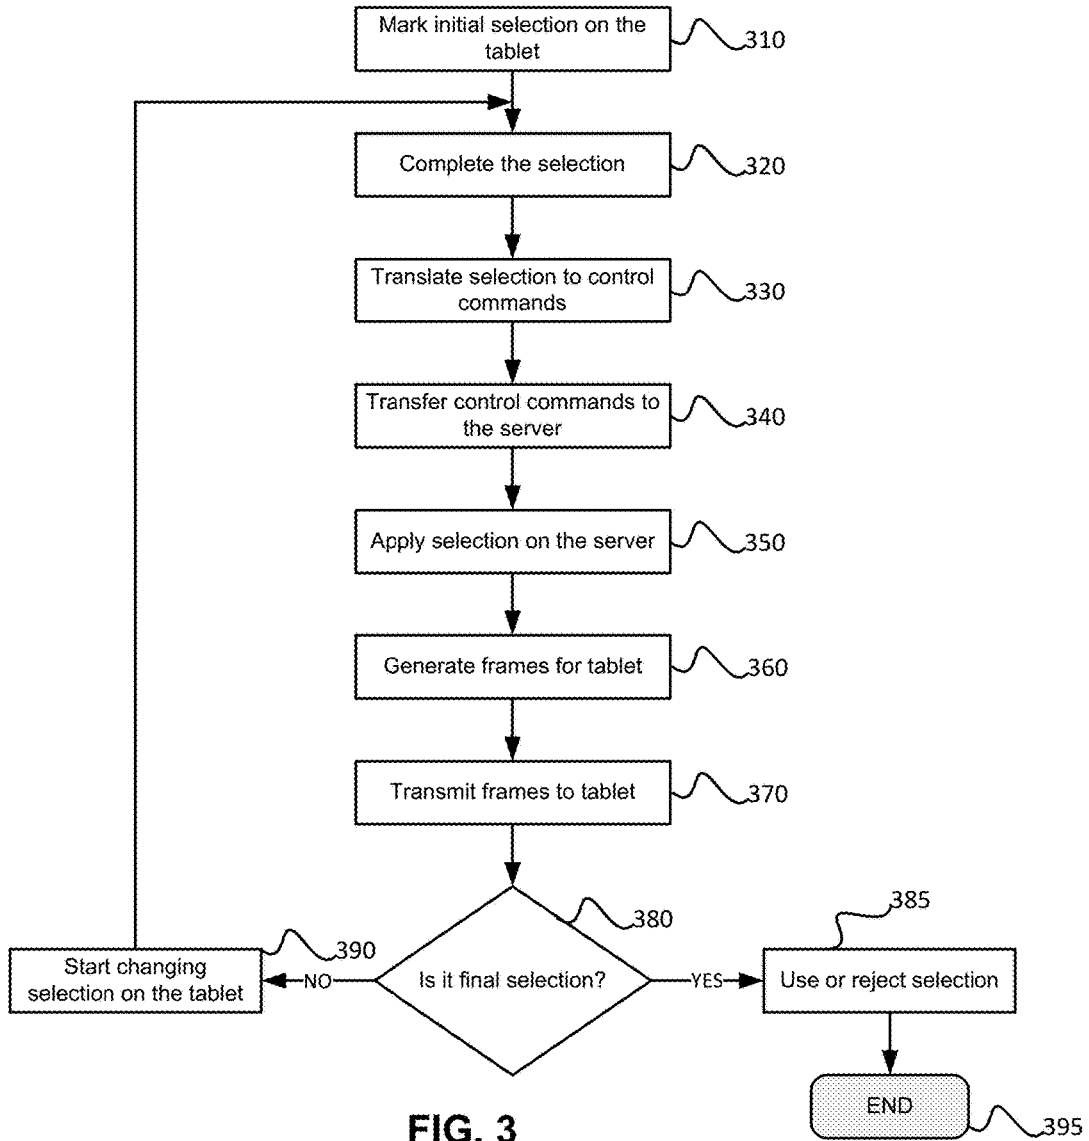 Mark initial selection on the
tablet
310
Complete the selection
320
Translate selection to control
commands
330
Transfer control commands to
the server
340
Apply selection on the server
350
Generate frames for tablet
360
Transmit frames to tablet
370
Is it final selection?
380
NO
YES
Start changing
selection on the tablet
390
Use or reject selection
385
END
395
FIG. 3